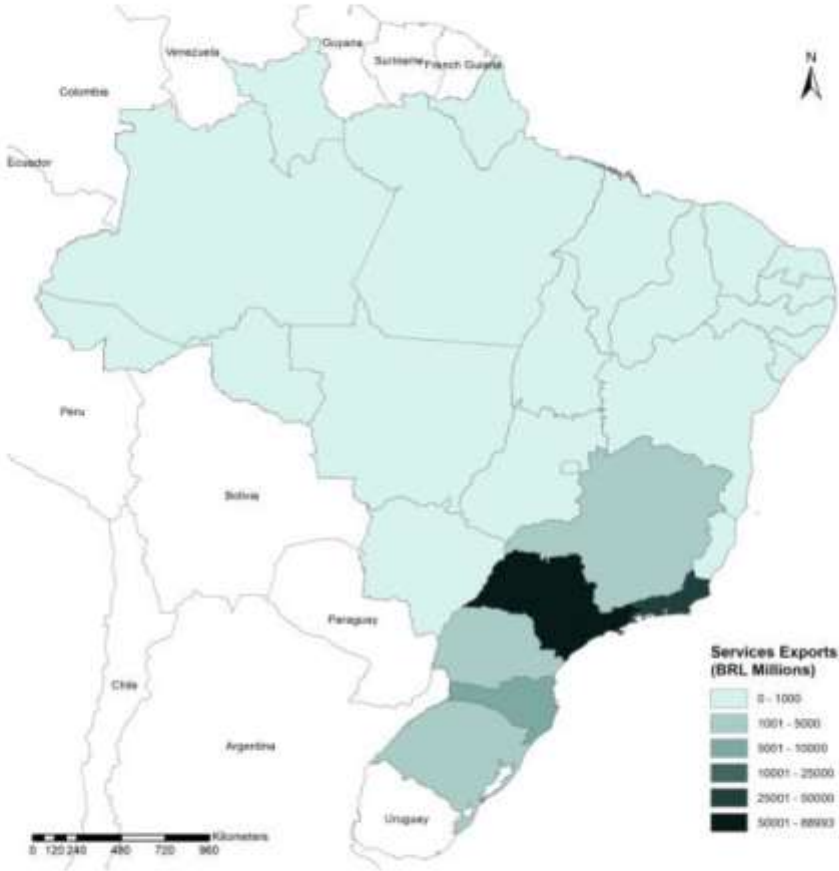 Guyana
Venezuela
Suriname
French Guiana
N
Colombia
Ecuador
Peru
Bolivia
Paraguay
Chile
Argentina
Uruguay
Services Exports
(BRL Millions)
0 - 1000
1001 - 5000
5001 - 10000
10001 - 25000
25001 - 50000
50001 - 88993
Kilometers
0 120 240 480 720 960